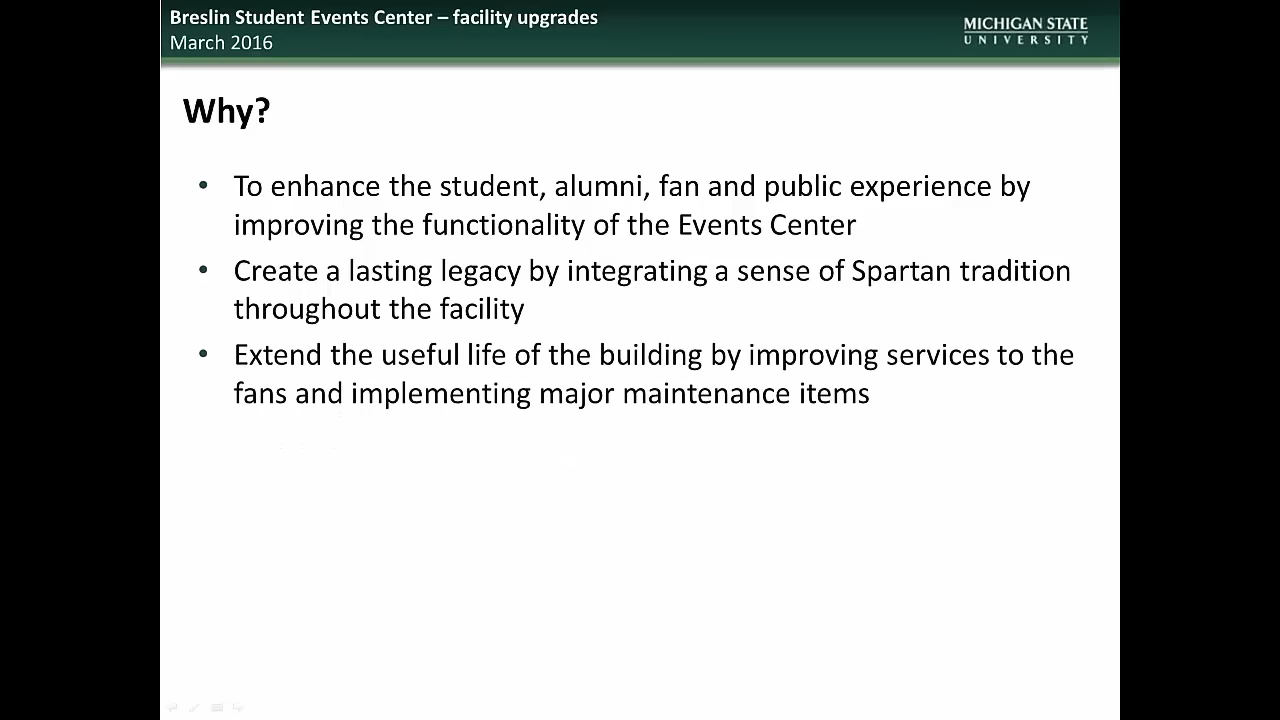 Breslin Student Events Center – facility upgrades
March 2016
MICHIGAN STATE
UNIVERSITY
Why?
• To enhance the student, alumni, fan and public experience by
improving the functionality of the Events Center
• Create a lasting legacy by integrating a sense of Spartan tradition
throughout the facility
• Extend the useful life of the building by improving services to the
fans and implementing major maintenance items